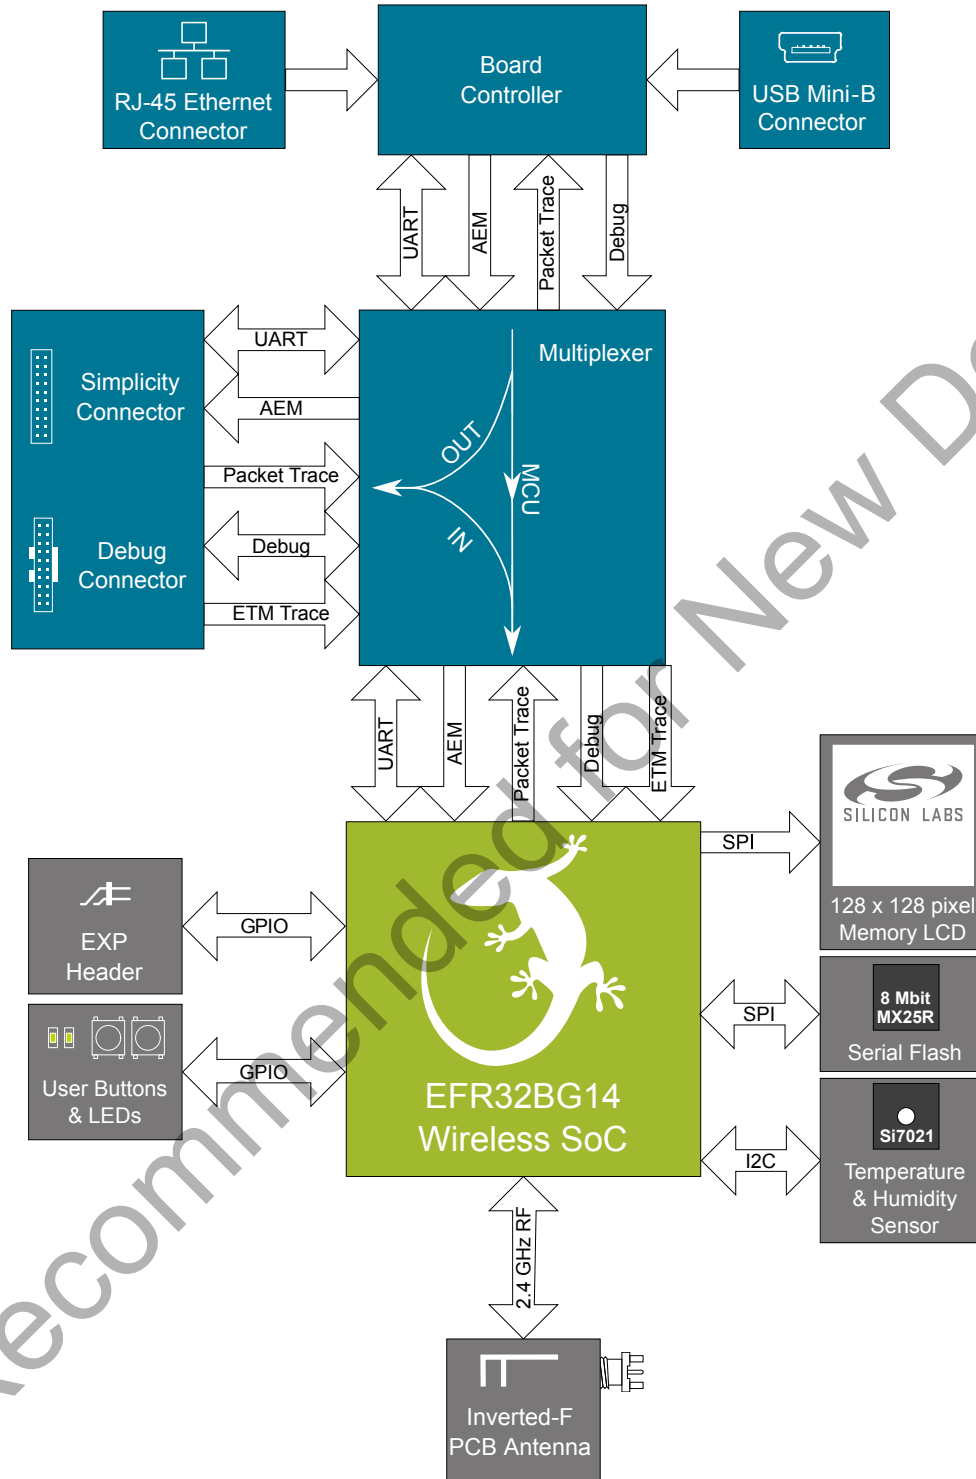 RJ-45 Ethernet
Connector
Board
Controller
USB Mini-B
Connector
UART
AEM
Packet Trace
Debug
Simplicity
Connector
Debug
Connector
UART
AEM
Packet Trace
Debug
ETM Trace
Multiplexer
OUT
MCU
IN
UART
AEM
Packet Trace
Debug
ETM Trace
EXP
Header
GPIO
User Buttons
& LEDs
GPIO
EFR32BG14
Wireless SoC
SPI
SILICON LABS
128 x 128 pixel
Memory LCD
SPI
8 Mbit
MX25R
Serial Flash
I2C
Si7021
Temperature
& Humidity
Sensor
2.4 GHz RF
Inverted-F
PCB Antenna
Recommended for New De